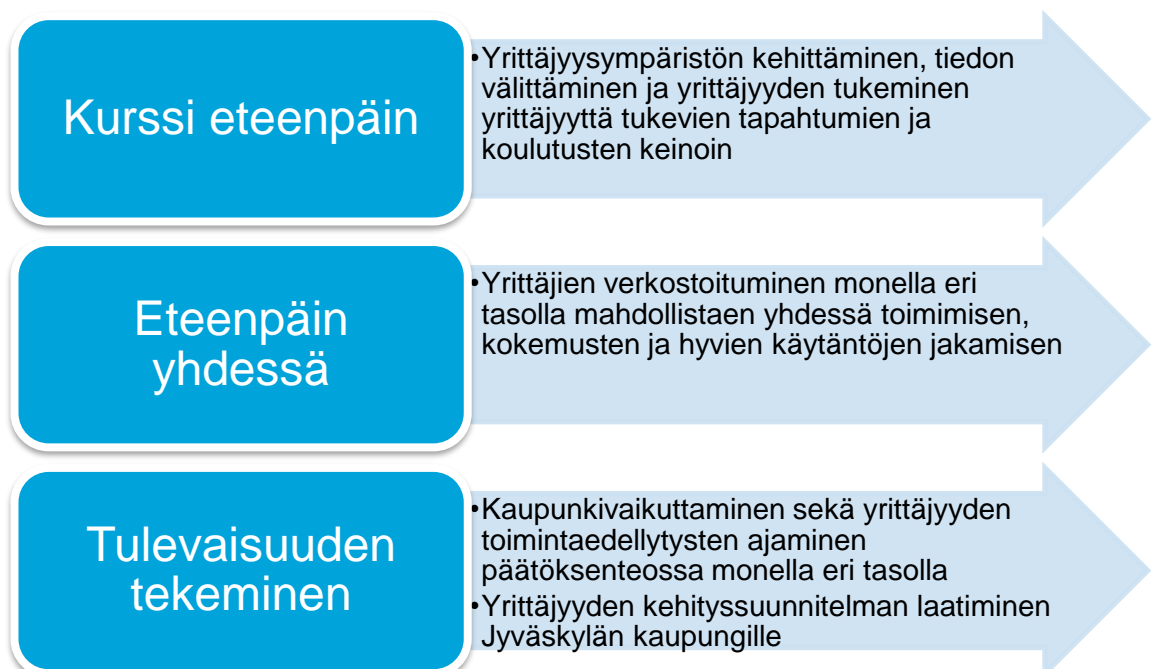 Kurssi eteenpäin
•Yrittäjyysympäristön kehittäminen, tiedon
välittäminen ja yrittäjyyden tukeminen
yrittäjyyttä tukevien tapahtumien ja
koulutusten keinoin
Eteenpäin
yhdessä
•Yrittäjien verkostoituminen monella eri
tasolla mahdollistaen yhdessä toimimisen,
kokemusten ja hyvien käytäntöjen jakamisen
Tulevaisuuden
tekeminen
•Kaupunkivaikuttaminen sekä yrittäjyyden
toimintaedellytysten ajaminen
päätöksenteossa monella eri tasolla
•Yrittäjyyden kehityssuunnitelman laatiminen
Jyväskylän kaupungille